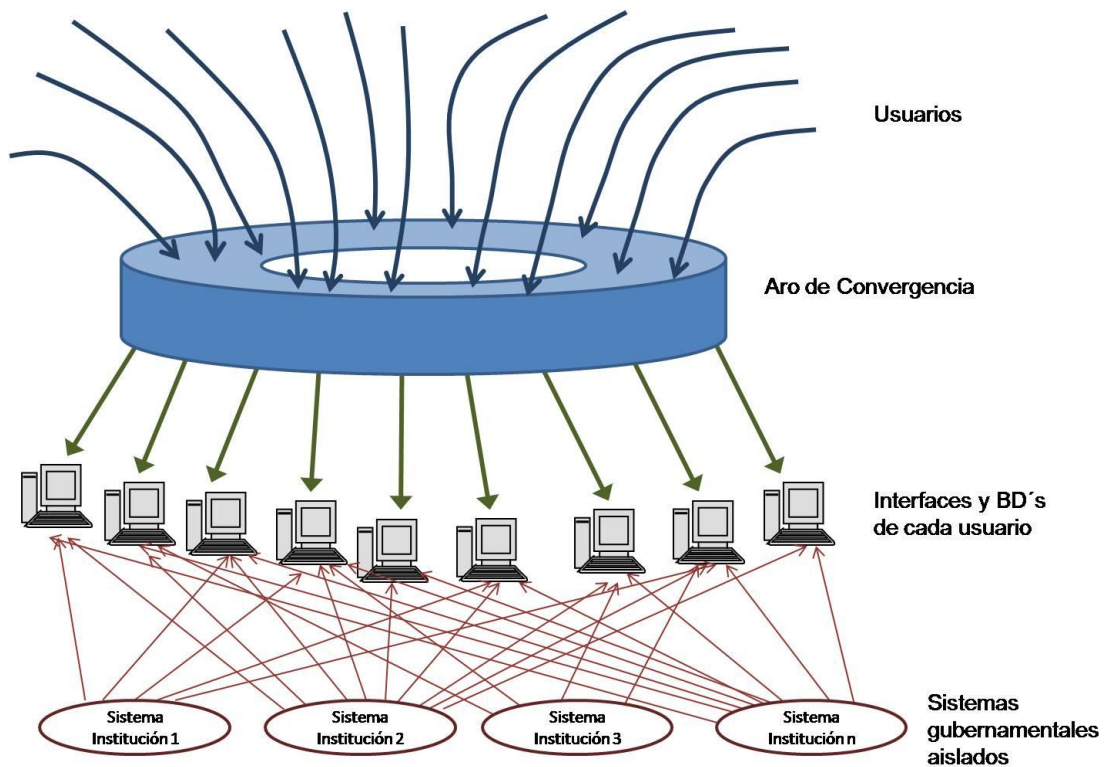 Usuarios
Aro de Convergencia
Interfaces y BD´s
de cada usuario
Sistema
Institución 1
Sistema
Institución 2
Sistema
Institución 3
Sistema
Institución n
Sistemas
gubernamentales
aislados